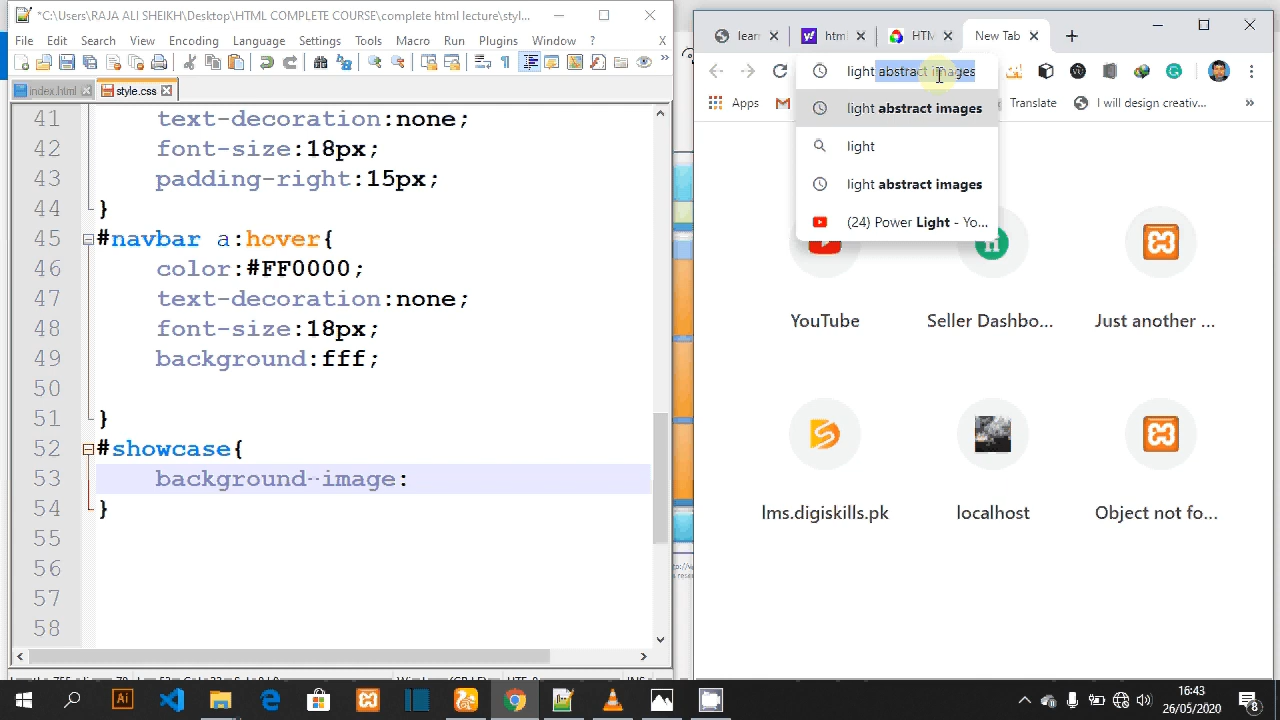 *C:\Users\RAJA ALI SHEIKH\Desktop\HTML COMPLETE COURSE\complete html lecture\styl...
File Edit Search View Encoding Language Settings Tools Macro Run Plugins Window ? X
index.html style.css
41 text-decoration:none;
42 font-size:18px;
43 padding-right:15px;
44 }
45 #navbar a:hover{
46 color:#FF0000;
47 text-decoration:none;
48 font-size:18px;
49 background:fff;
50
51 }
52 #showcase{
53 background--image:
54 }
55
56
57
58
learn html HTM New Tab
light abstract images
light abstract images
light
light abstract images
(24) Power Light - Yo...
Apps Translate I will design creativ... »
YouTube Seller Dashbo... Just another ...
lms.digiskills.pk localhost Object not fo...
16:43
26/05/2020
8